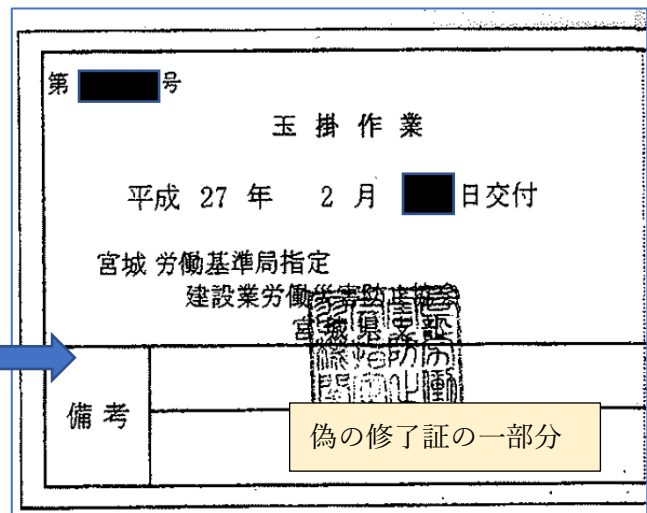 第 号
玉掛作業
平成 27 年 2 月 日交付
宮城 労働基準局指定
建設業労働災害防止協会
宮城県支部
備考
偽の修了証の一部分